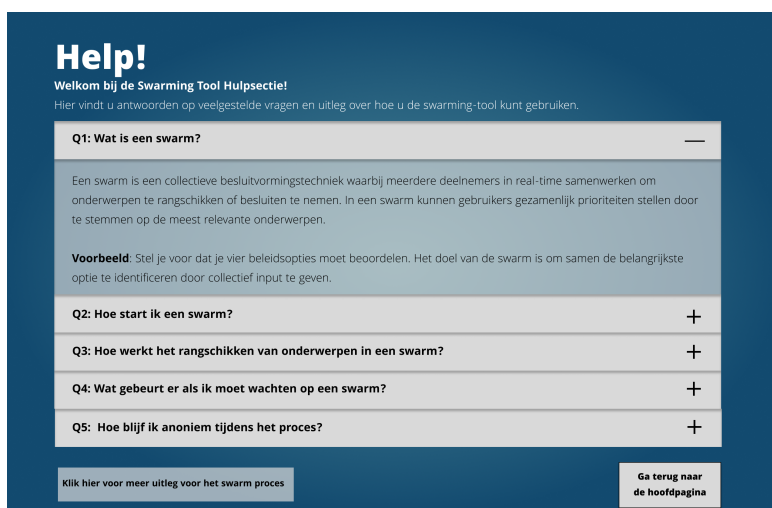 Help!
Welkom bij de Swarming Tool Hulpsectie!
Hier vindt u antwoorden op veelgestelde vragen en uitleg over hoe u de swarming-tool kunt gebruiken.
Q1: Wat is een swarm?
Een swarm is een collectieve besluitvormingstechniek waarbij meerdere deelnemers in real-time samenwerken om
onderwerpen te rangschikken of besluiten te nemen. In een swarm kunnen gebruikers gezamenlijk prioriteiten stellen door
te stemmen op de meest relevante onderwerpen.
Voorbeeld: Stel je voor dat je vier beleidsopties moet beoordelen. Het doel van de swarm is om samen de belangrijkste
optie te identificeren door collectief input te geven.
Q2: Hoe start ik een swarm?
Q3: Hoe werkt het rangschikken van onderwerpen in een swarm?
Q4: Wat gebeurt er als ik moet wachten op een swarm?
Q5: Hoe blijf ik anoniem tijdens het proces?
Klik hier voor meer uitleg voor het swarm proces
Ga terug naar
de hoofdpagina